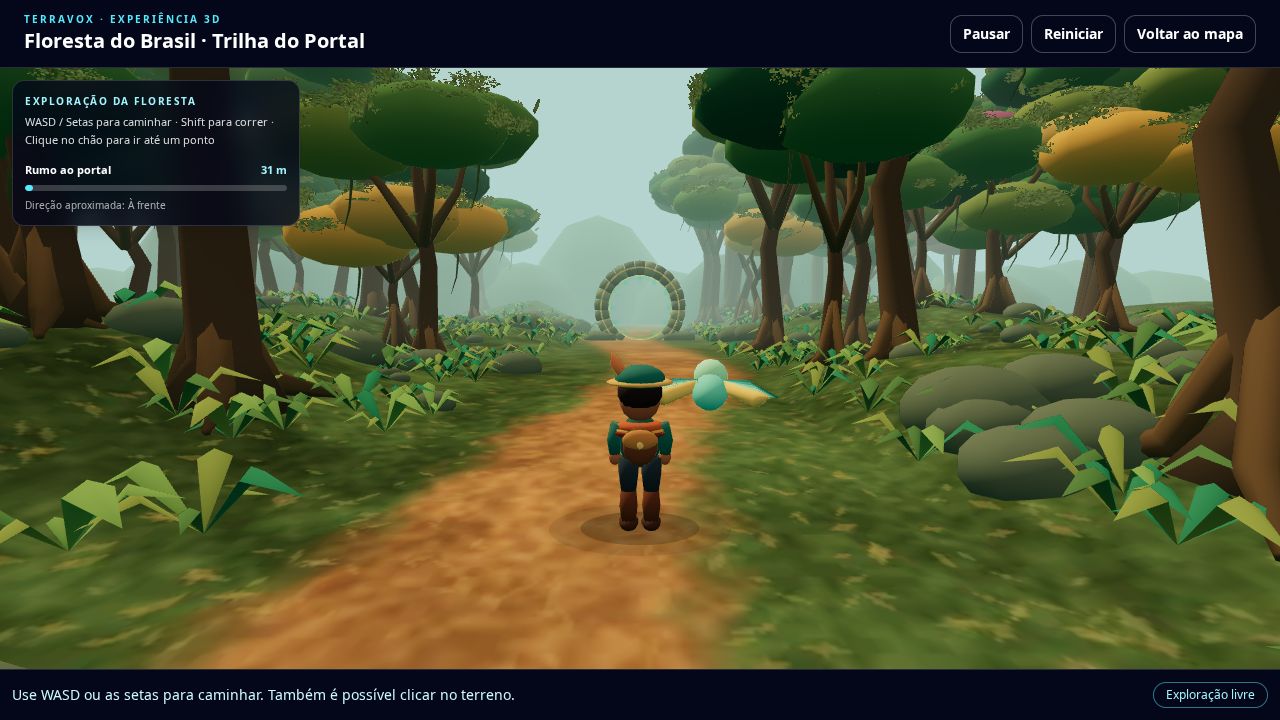 TERRAVOX · EXPERIÊNCIA 3D
Floresta do Brasil · Trilha do Portal
Pausar
Reiniciar
Voltar ao mapa
EXPLORAÇÃO DA FLORESTA
WASD / Setas para caminhar · Shift para correr ·
Clique no chão para ir até um ponto
Rumo ao portal
31 m
Direção aproximada: À frente
Use WASD ou as setas para caminhar. Também é possível clicar no terreno.
Exploração livre